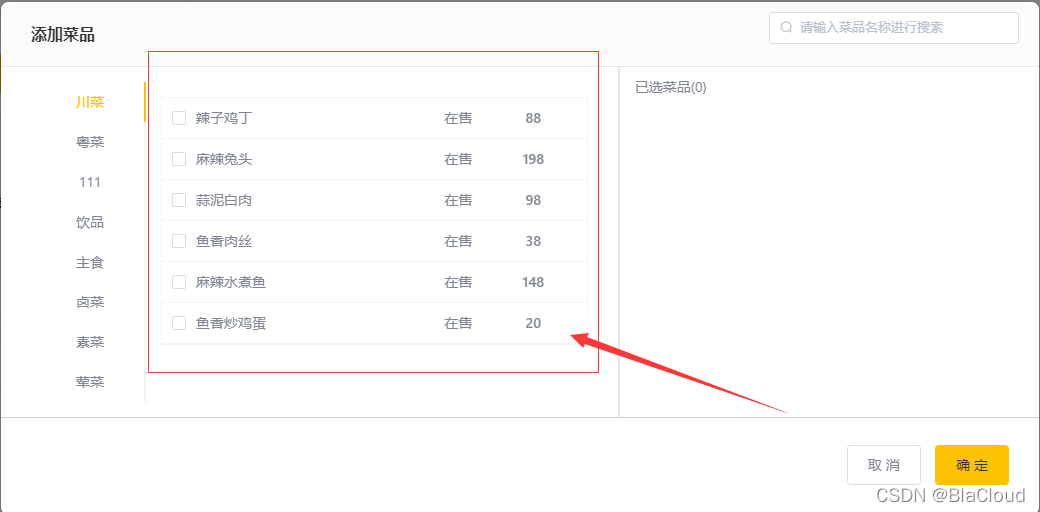 添加菜品
请输入菜品名称进行搜索
川菜
粤菜
111
饮品
主食
卤菜
素菜
荤菜
辣子鸡丁 在售 88
麻辣兔头 在售 198
蒜泥白肉 在售 98
鱼香肉丝 在售 38
麻辣水煮鱼 在售 148
鱼香炒鸡蛋 在售 20
已选菜品(0)
取 消
确 定
CSDN @BlaCloud